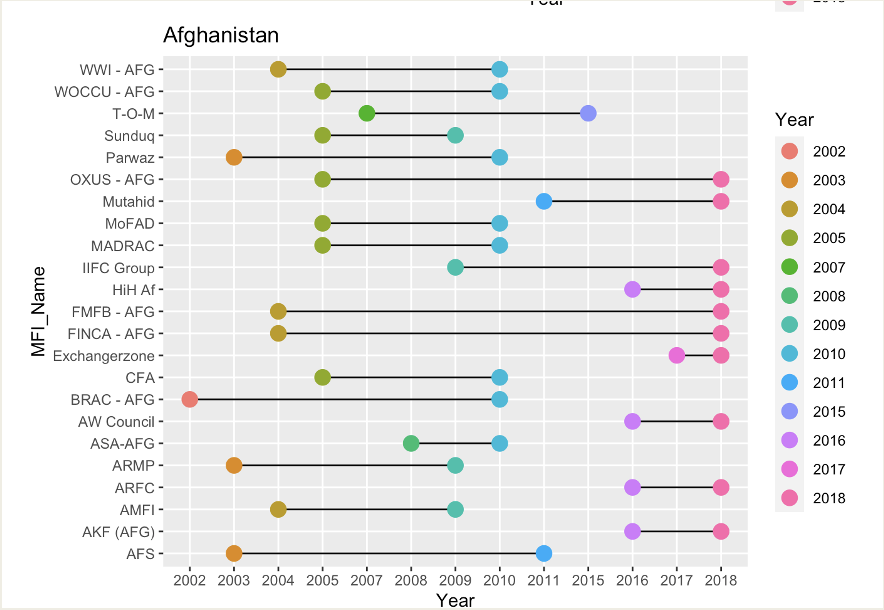 Year
Afghanistan
WWI - AFG
WOCCU - AFG
T-O-M
Sunduq
Parwaz
OXUS - AFG
Mutahid
MoFAD
MADRAC
IIFC Group
HiH Af
FMFB - AFG
FINCA - AFG
Exchangerzone
CFA
BRAC - AFG
AW Council
ASA-AFG
ARMP
ARFC
AMFI
AKF (AFG)
AFS
MFI_Name
2002 2003 2004 2005 2007 2008 2009 2010 2011 2015 2016 2017 2018
Year
Year
2002
2003
2004
2005
2007
2008
2009
2010
2011
2015
2016
2017
2018